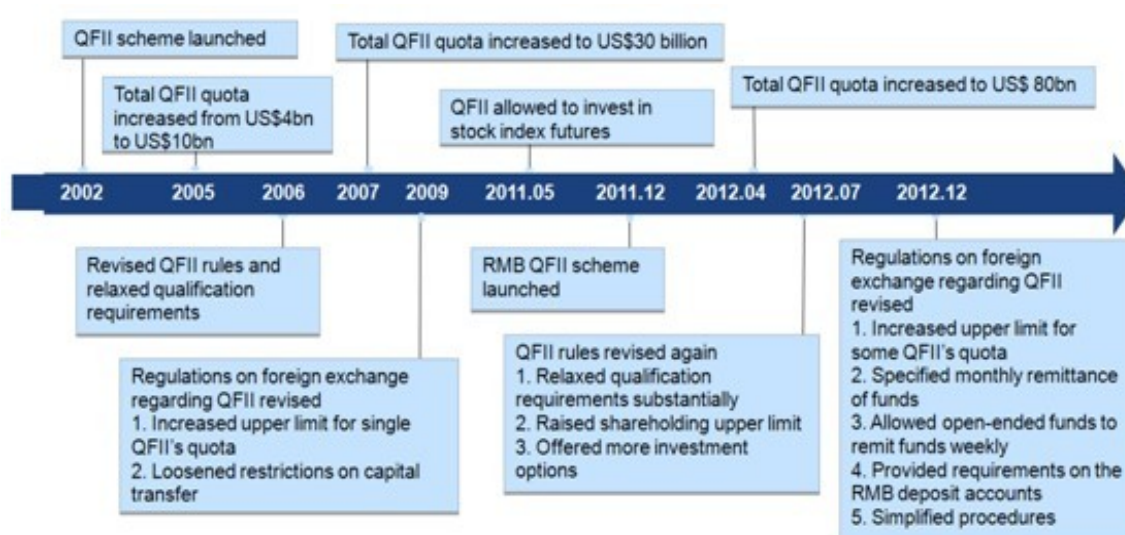 QFII scheme launched
Total QFII quota
increased from US$4bn
to US$10bn
Total QFII quota increased to US$30 billion
QFII allowed to invest in
stock index futures
Total QFII quota increased to US$ 80bn
2002 2005 2006 2007 2009 2011.05 2011.12 2012.04 2012.07 2012.12
Revised QFII rules and
relaxed qualification
requirements
Regulations on foreign exchange
regarding QFII revised
1. Increased upper limit for single
QFII's quota
2. Loosened restrictions on capital
transfer
RMB QFII scheme
launched
QFII rules revised again
1. Relaxed qualification
requirements substantially
2. Raised shareholding upper limit
3. Offered more investment
options
Regulations on foreign
exchange regarding QFII
revised
1. Increased upper limit for
some QFII's quota
2. Specified monthly remittance
of funds
3. Allowed open-ended funds to
remit funds weekly
4. Provided requirements on the
RMB deposit accounts
5. Simplified procedures